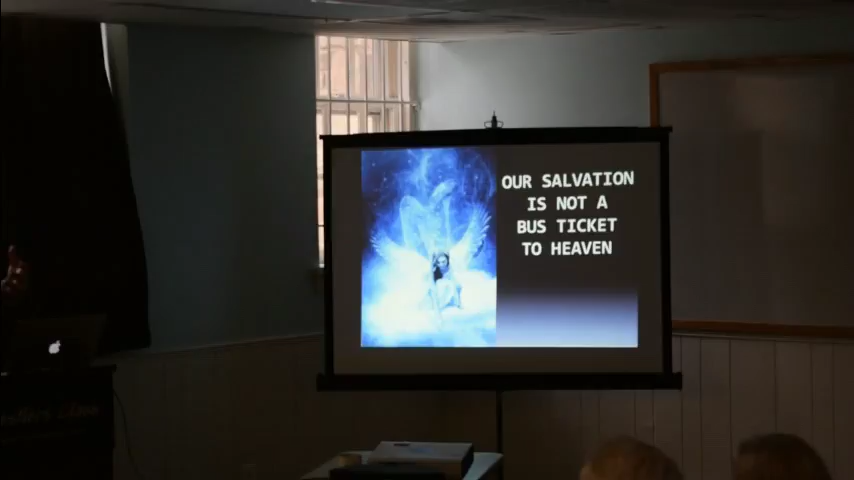 OUR SALVATION
IS NOT A
BUS TICKET
TO HEAVEN